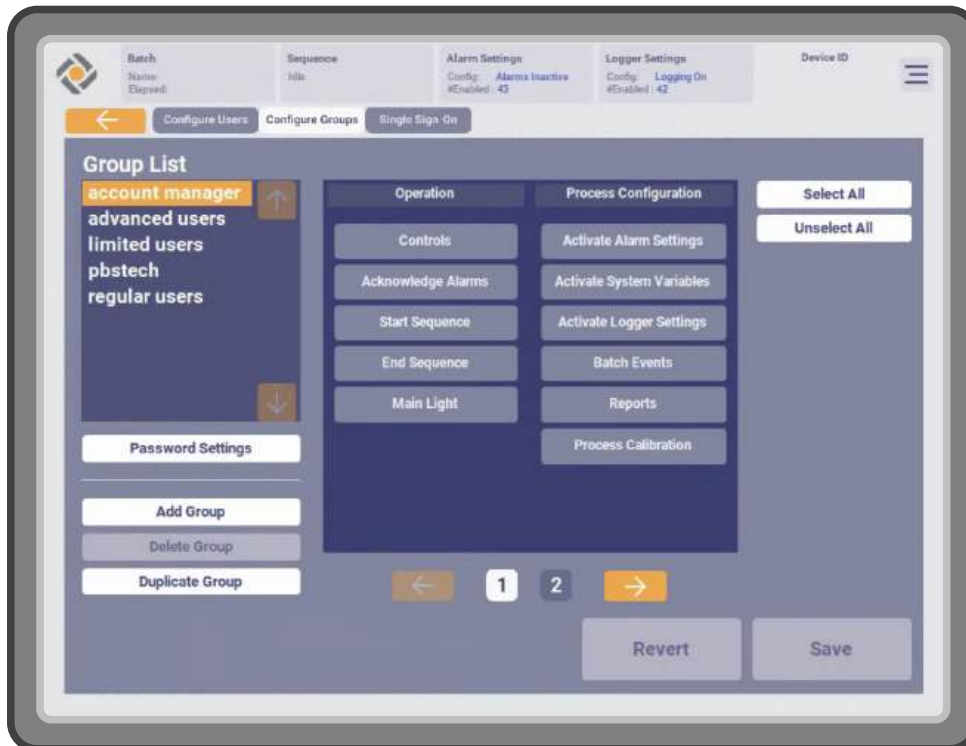 Batch
Name:
Elapsed:
Sequence
Idle
Alarm Settings
Config: Alarms Inactive
#Enabled: 43
Logger Settings
Config: Logging On
#Enabled: 42
Device ID
Configure Users
Configure Groups
Single Sign-On
Group List
account manager
advanced users
limited users
pbstech
regular users
Password Settings
Add Group
Delete Group
Duplicate Group
Operation
Controls
Acknowledge Alarms
Start Sequence
End Sequence
Main Light
Process Configuration
Activate Alarm Settings
Activate System Variables
Activate Logger Settings
Batch Events
Reports
Process Calibration
Select All
Unselect All
1
2
Revert
Save